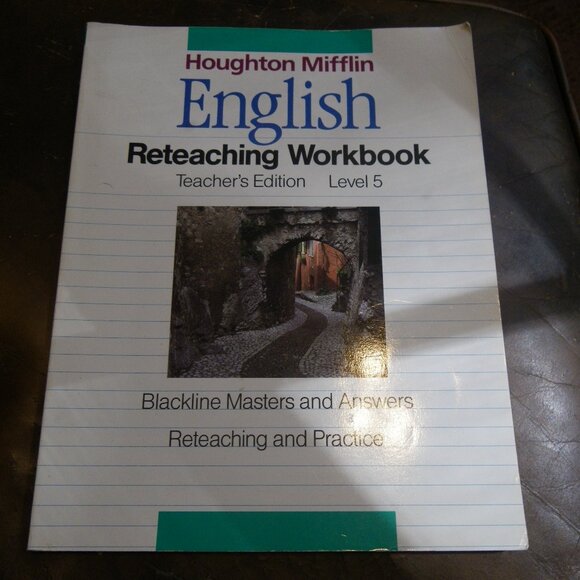 Houghton Mifflin
English
Reteaching Workbook
Teacher's Edition Level 5
Blackline Masters and Answers
Reteaching and Practice